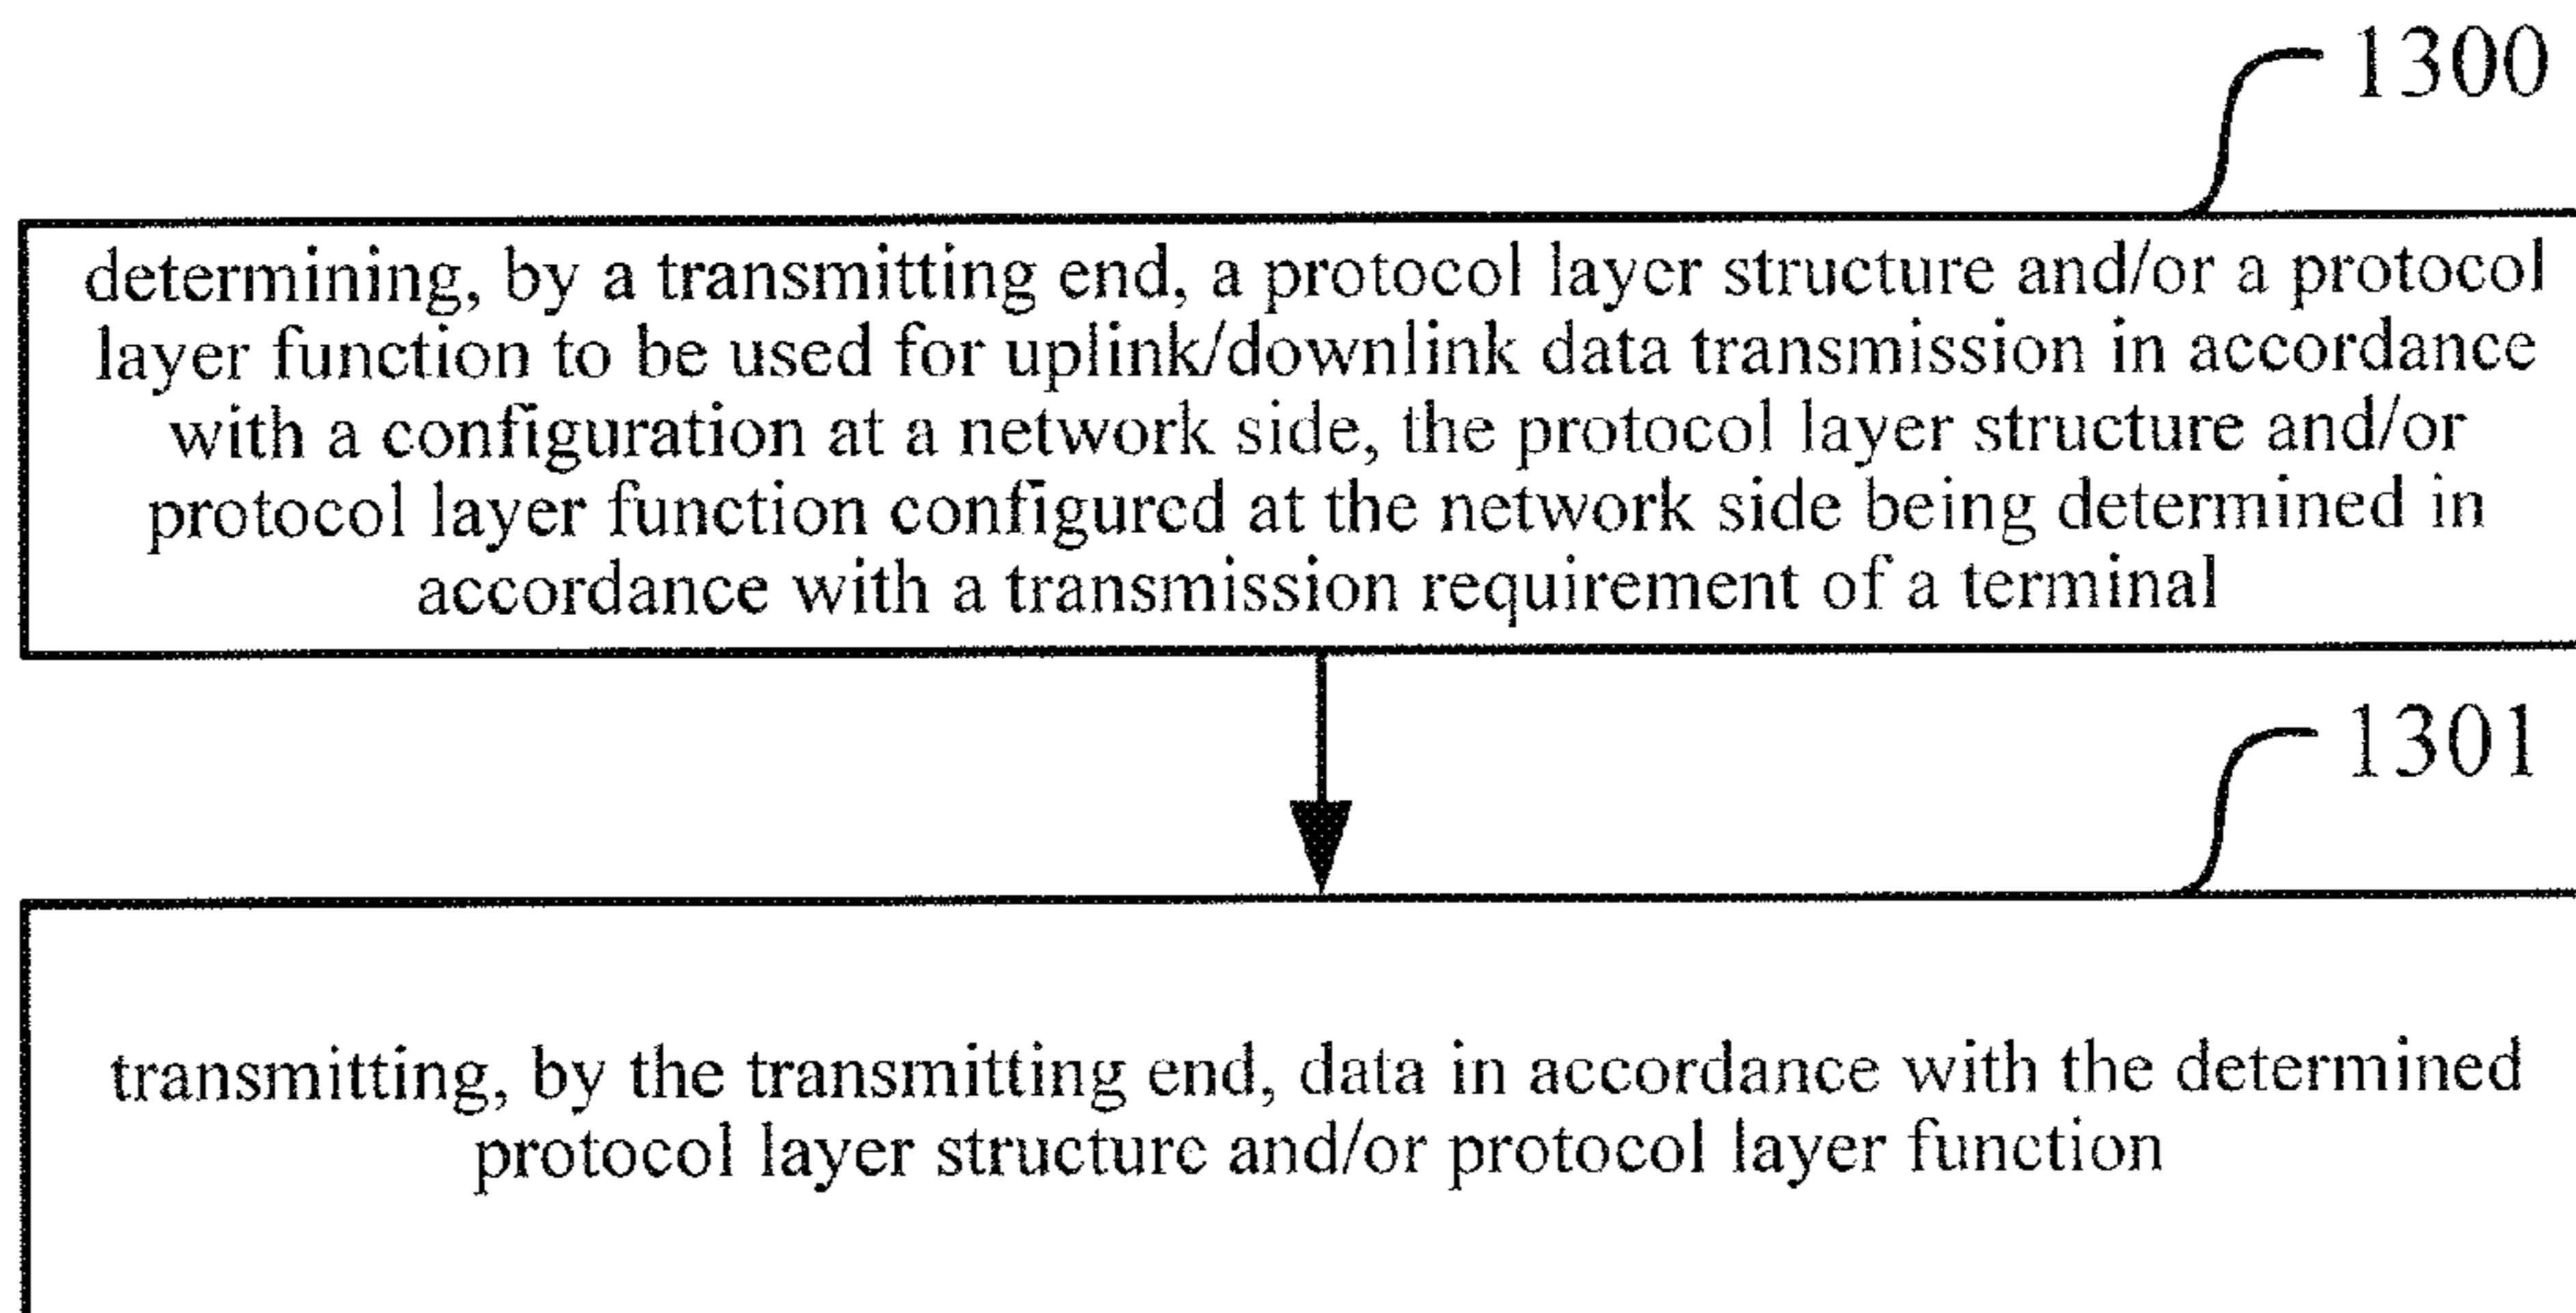 1300
determining, by a transmitting end, a protocol layer structure and/or a protocol
layer function to be used for uplink/downlink data transmission in accordance
with a configuration at a network side, the protocol layer structure and/or
protocol layer function configured at the network side being determined in
accordance with a transmission requirement of a terminal
1301
transmitting, by the transmitting end, data in accordance with the determined
protocol layer structure and/or protocol layer function